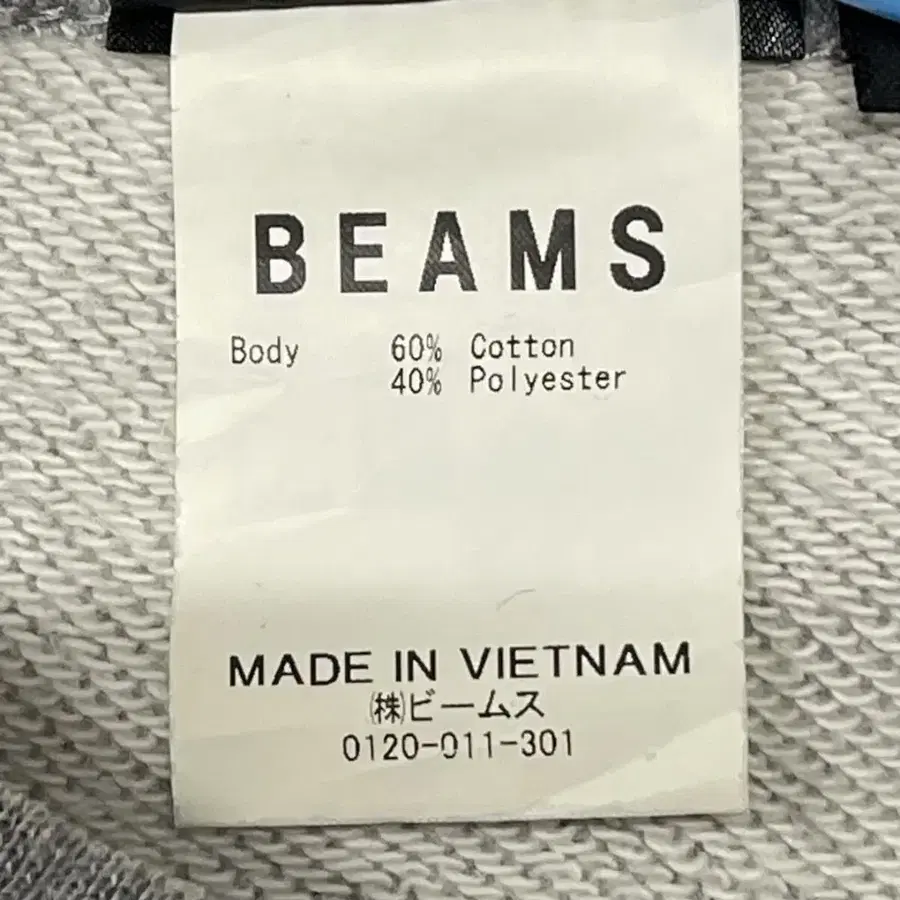 BEAMS
Body 60% Cotton
40% Polyester
MADE IN VIETNAM
㈱ビームス
0120-011-301